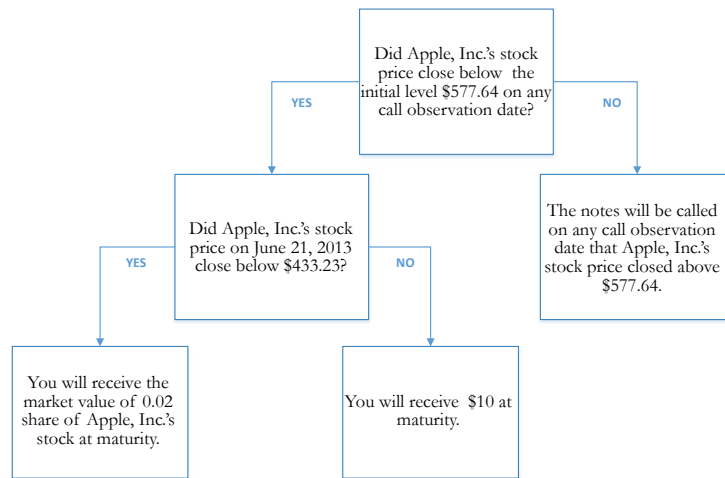 Did Apple, Inc.'s stock
price close below the
initial level $577.64 on any
call observation date?
YES
NO
Did Apple, Inc.'s stock
price on June 21, 2013
close below $433.23?
The notes will be called
on any call observation
date that Apple, Inc.'s
stock price closed above
$577.64.
YES
NO
You will receive the
market value of 0.02
share of Apple, Inc.'s
stock at maturity.
You will receive $10 at
maturity.